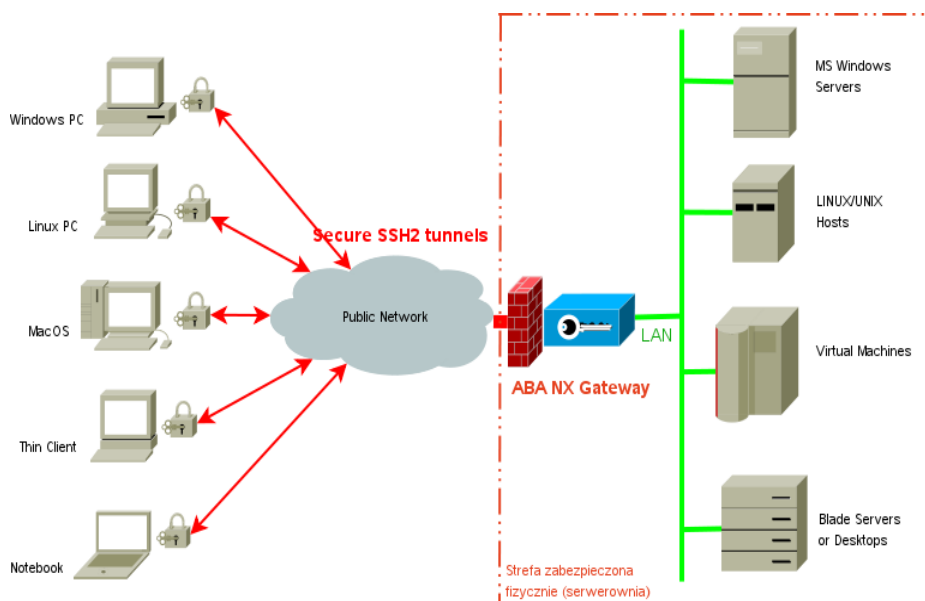 Windows PC
Linux PC
MacOS
Thin Client
Notebook
Secure SSH2 tunnels
Public Network
ABA NX Gateway
LAN
MS Windows
Servers
LINUX/UNIX
Hosts
Virtual Machines
Blade Servers
or Desktops
Strefa zabezpieczona
fizycznie (serwerownia)